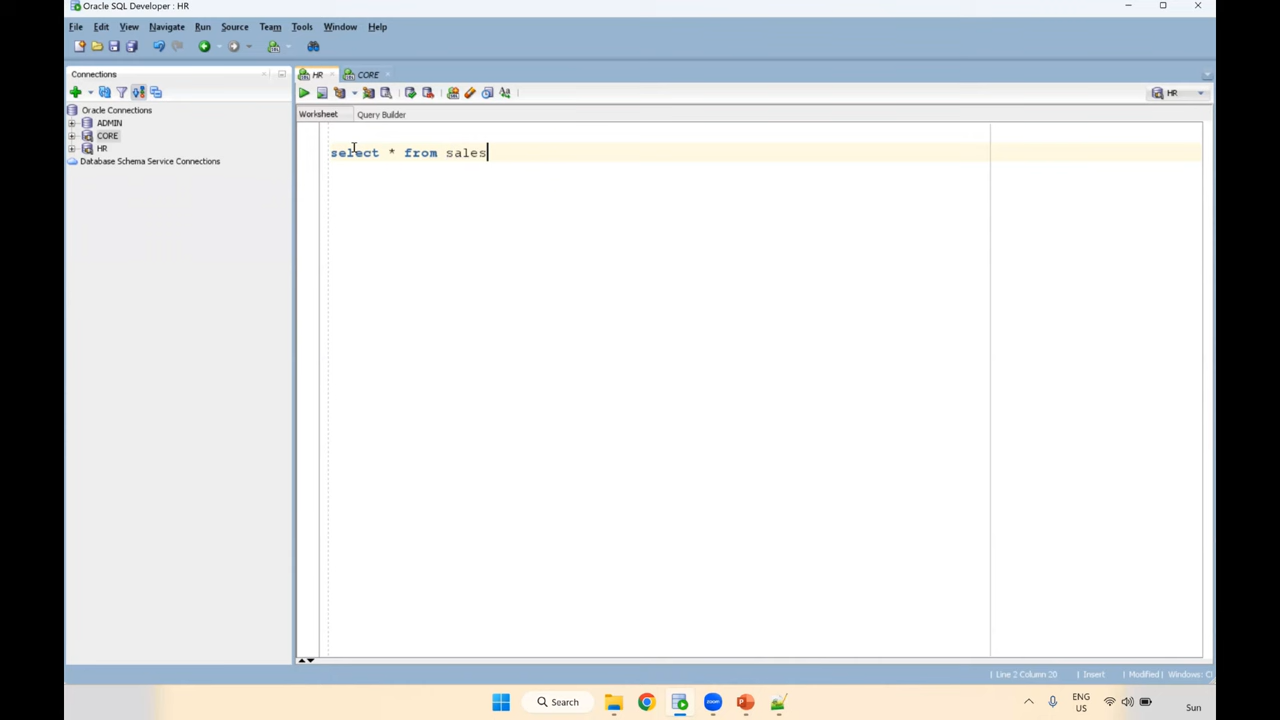 Oracle SQL Developer : HR
File Edit View Navigate Run Source Team Tools Window Help
Connections
HR CORE
Oracle Connections
ADMIN
CORE
HR
Database Schema Service Connections
HR
Worksheet Query Builder
select * from sales
Line 2 Column 20 Insert Modified Windows:
Search
ENG
US
Sun